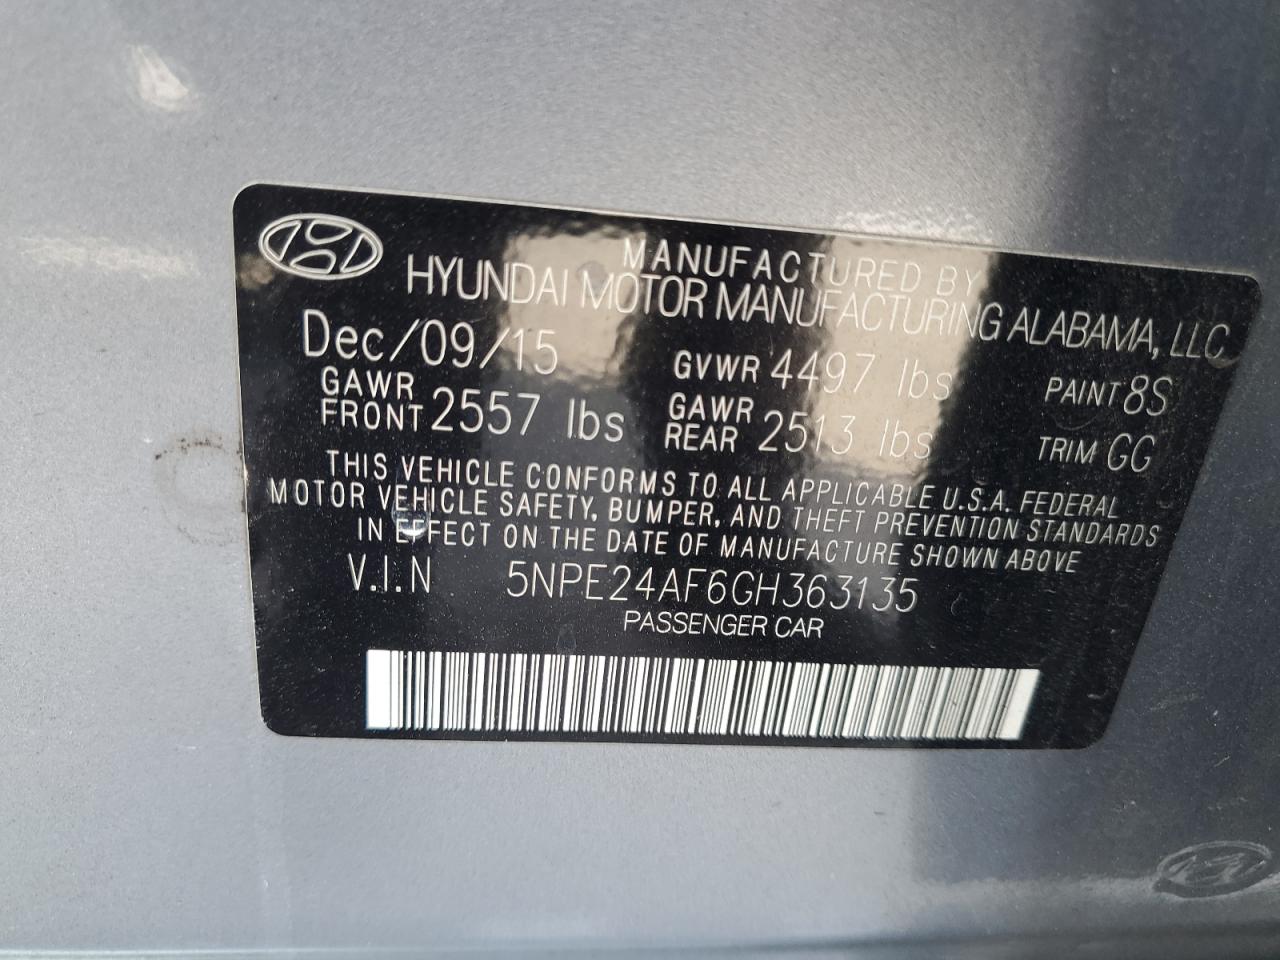 MANUFACTURED BY
HYUNDAI MOTOR MANUFACTURING ALABAMA, LLC
Dec/09/15 GVWR 4497 lbs PAINT 8S
GAWR FRONT 2557 lbs GAWR REAR 2513 lbs TRIM GG
THIS VEHICLE CONFORMS TO ALL APPLICABLE U.S.A. FEDERAL
MOTOR VEHICLE SAFETY, BUMPER, AND THEFT PREVENTION STANDARDS
IN EFFECT ON THE DATE OF MANUFACTURE SHOWN ABOVE
V.I.N 5NPE24AF6GH363135
PASSENGER CAR